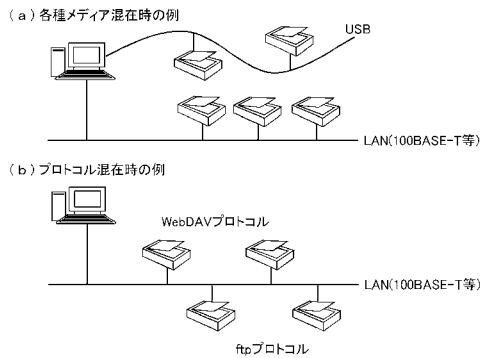 (a)各種メディア混在時の例
USB
LAN(100BASE-T等)
(b)プロトコル混在時の例
WebDAVプロトコル
LAN(100BASE-T等)
ftpプロトコル